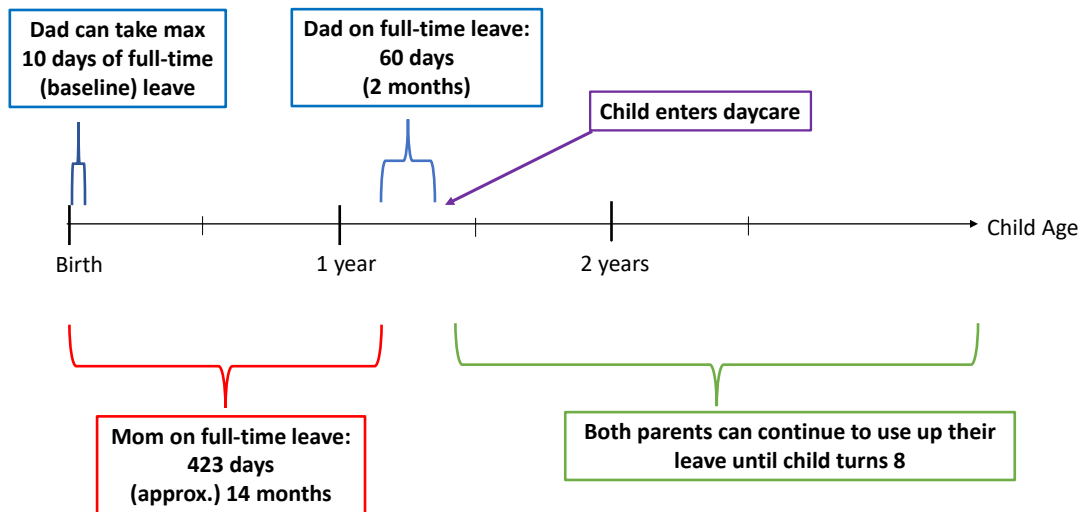 Dad can take max
10 days of full-time
(baseline) leave
Dad on full-time leave:
60 days
(2 months)
Child enters daycare
Child Age
Birth
1 year
2 years
Mom on full-time leave:
423 days
(approx.) 14 months
Both parents can continue to use up their
leave until child turns 8